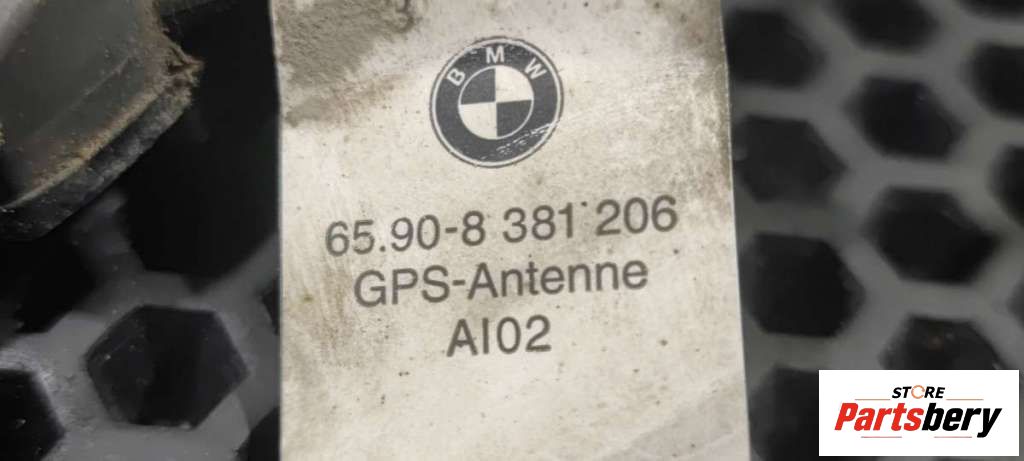 BMW
65.90-8 381 206
GPS-Antenne
AI02
STORE
Partsbery